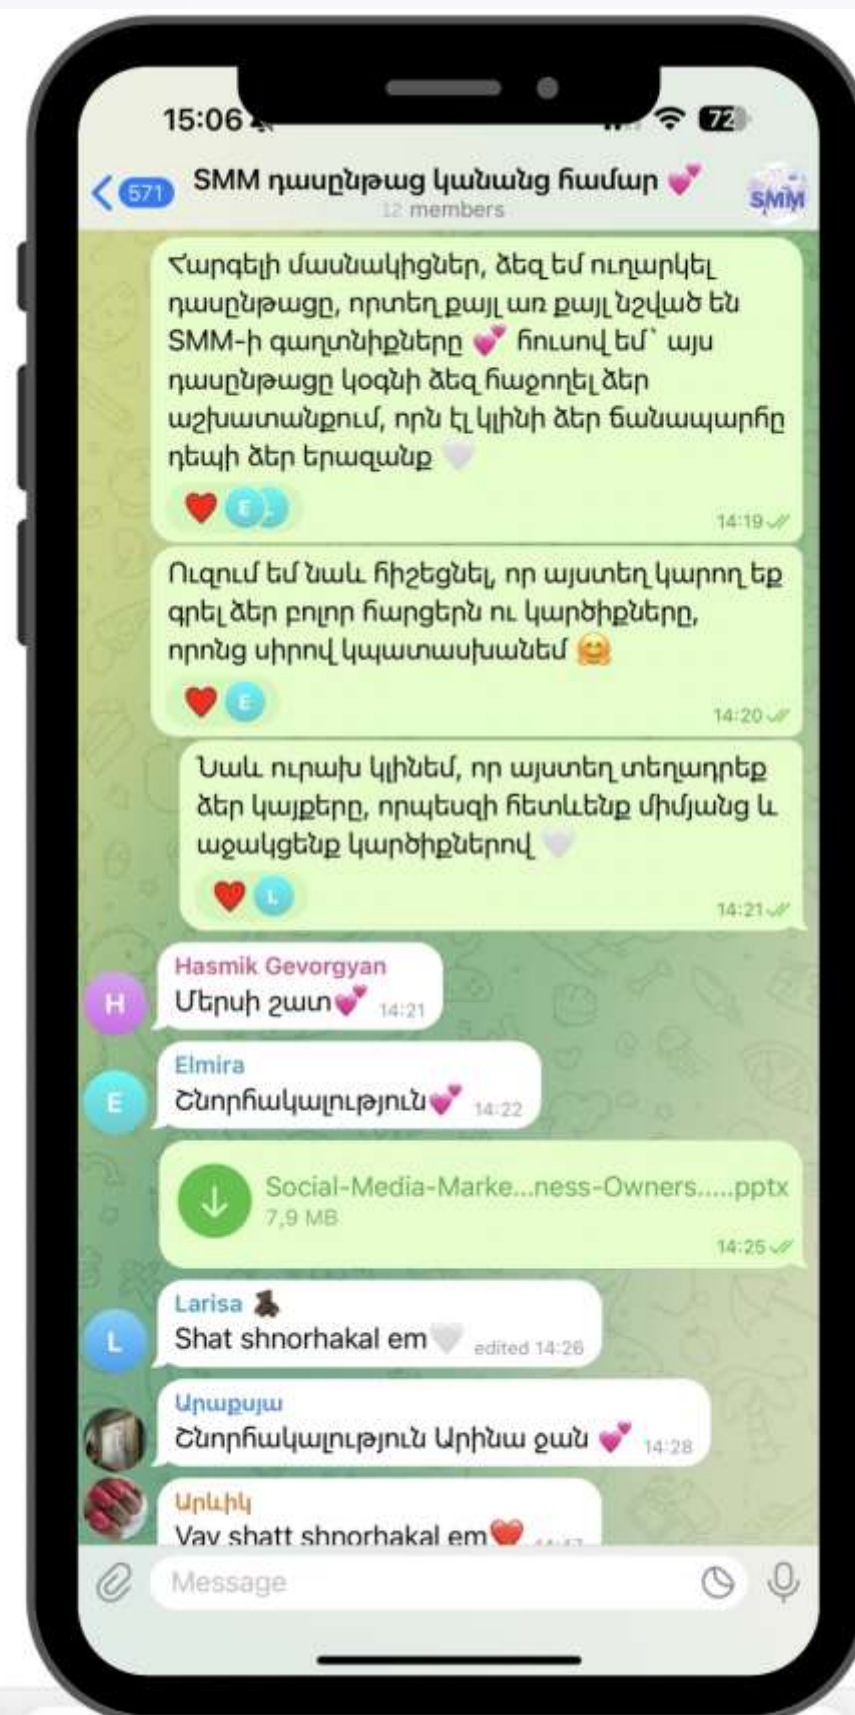 15:06
72
571
SMM դասընթաց կանանց համար 💕
12 members
SMM
Հարգելի մասնակիցներ, ձեզ եմ ուղարկել
դասընթացը, որտեղ քայլ առ քայլ նշված են
SMM-ի գաղտնիքները 💕 հուսով եմ՝ այս
դասընթացը կօգնի ձեզ հաջողել ձեր
աշխատանքում, որն էլ կլինի ձեր ճանապարհը
դեպի ձեր երազանք 🤍
❤️ E L
14:19
Ուզում եմ նաև հիշեցնել, որ այստեղ կարող եք
գրել ձեր բոլոր հարցերն ու կարծիքները,
որոնց սիրով կպատասխանեմ 🤗
❤️ E
14:20
Նաև ուրախ կլինեմ, որ այստեղ տեղադրեք
ձեր կայքերը, որպեսզի հետևենք միմյանց և
աջակցենք կարծիքներով 🤍
❤️ L
14:21
Hasmik Gevorgyan
H
Մերսի շատ💕 14:21
Elmira
E
Շնորհակալություն💕 14:22
Social-Media-Marke...ness-Owners.....pptx
7,9 MB
14:25
Larisa 🧸
L
Shat shnorhakal em🤍 edited 14:26
Արաքսյա
Շնորհակալություն Արինա ջան 💕 14:28
Արևիկ
Vay shatt shnorhakal em❤️
Message